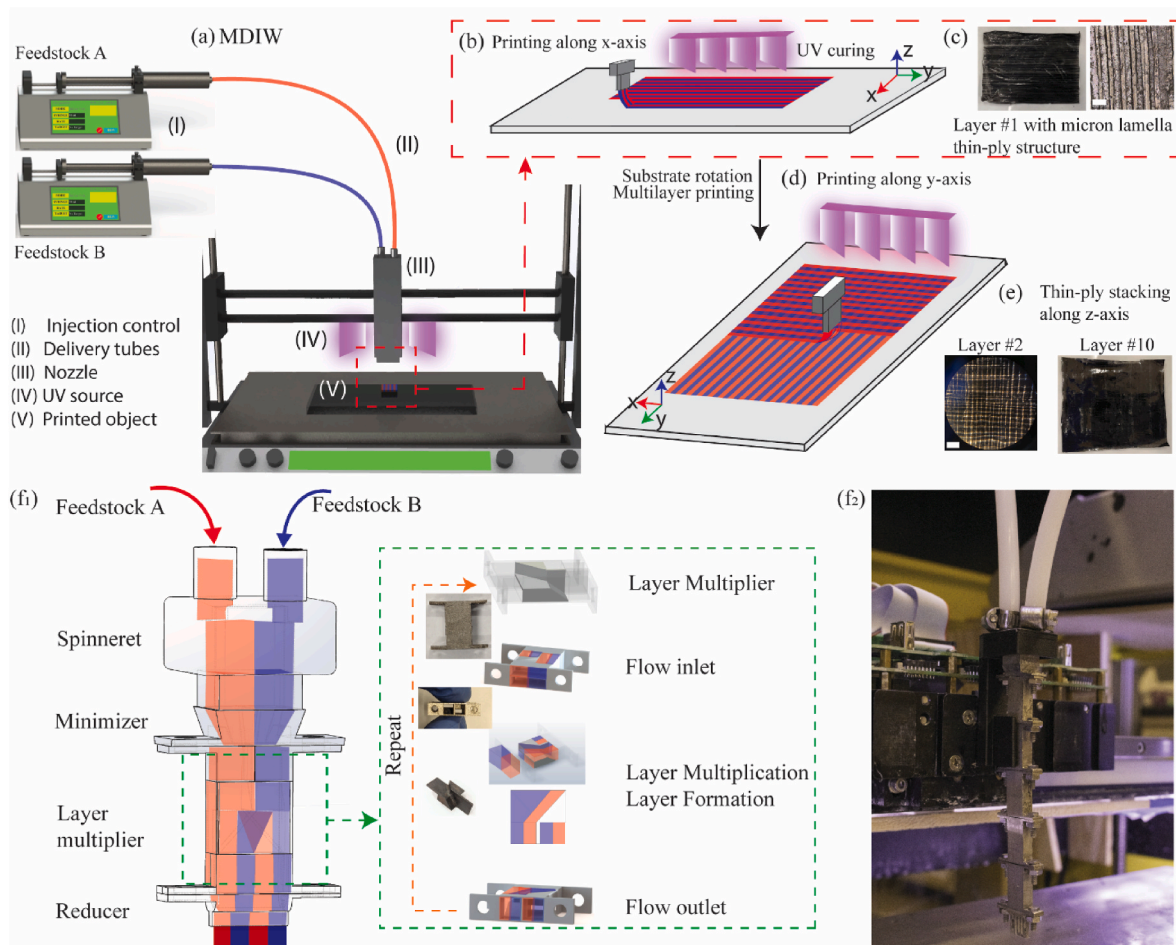 (a) MDIW
Feedstock A
Feedstock B
(I)
(II)
(III)
(IV)
(V)
(I) Injection control
(II) Delivery tubes
(III) Nozzle
(IV) UV source
(V) Printed object
(b) Printing along x-axis
UV curing
z
y
x
(c)
Layer #1 with micron lamella
thin-ply structure
Substrate rotation
Multilayer printing
(d) Printing along y-axis
z
x
y
(e) Thin-ply stacking
along z-axis
Layer #2
Layer #10
(f1)
Feedstock A
Feedstock B
Spinneret
Minimizer
Layer
multiplier
Reducer
Repeat
Layer Multiplier
Flow inlet
Layer Multiplication
Layer Formation
Flow outlet
(f2)